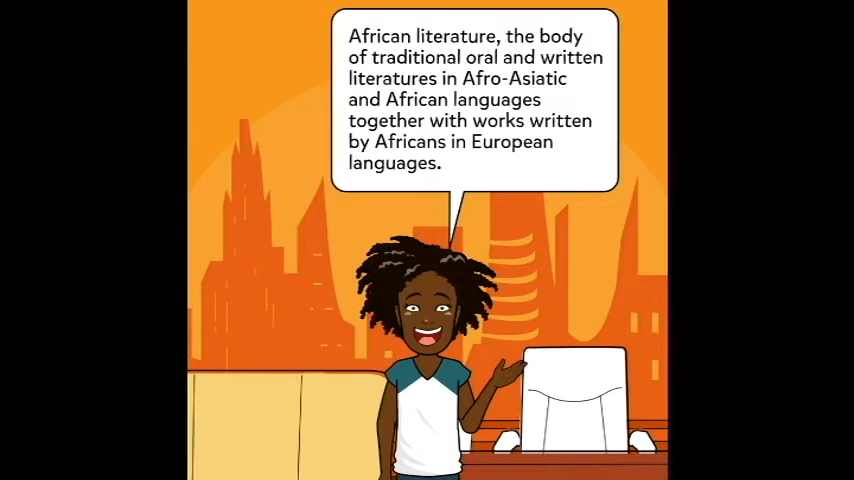 African literature, the body
of traditional oral and written
literatures in Afro-Asiatic
and African languages
together with works written
by Africans in European
languages.